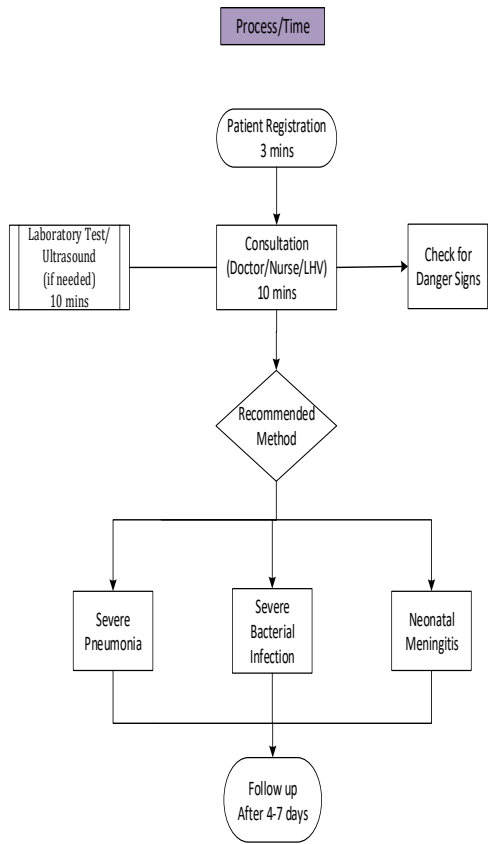 Process/Time
Patient Registration
3 mins
Laboratory Test/
Ultrasound
(if needed)
10 mins
Consultation
(Doctor/Nurse/LHV)
10 mins
Check for
Danger Signs
Recommended
Method
Severe
Pneumonia
Severe
Bacterial
Infection
Neonatal
Meningitis
Follow up
After 4-7 days